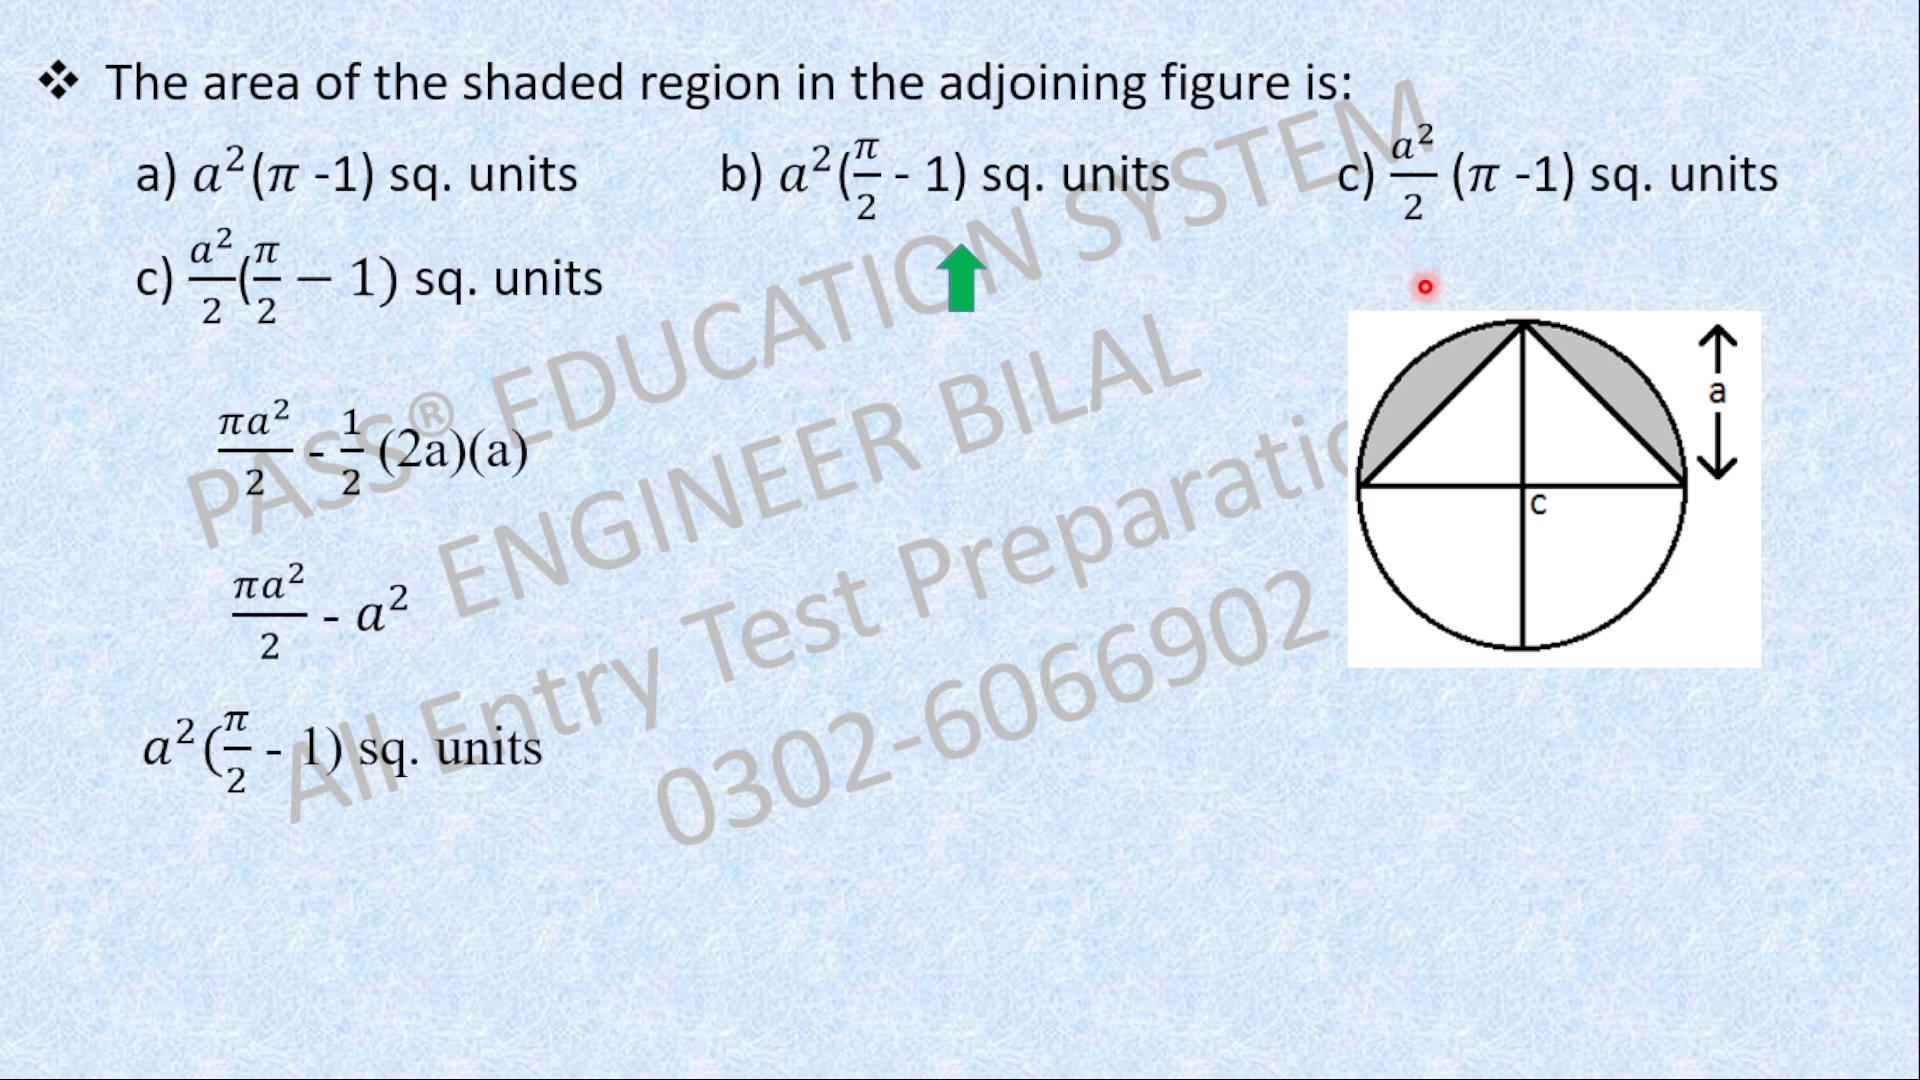 ❖ The area of the shaded region in the adjoining figure is:
a) a²(π -1) sq. units b) a²(π/2 - 1) sq. units c) a²/2 (π -1) sq. units
c) a²/2(π/2 − 1) sq. units
πa²/2 - 1/2 (2a)(a)
πa²/2 - a²
a²(π/2 - 1) sq. units
a
c
PASS® EDUCATION SYSTEM
ENGINEER BILAL
All Entry Test Preparatio
0302-6066902